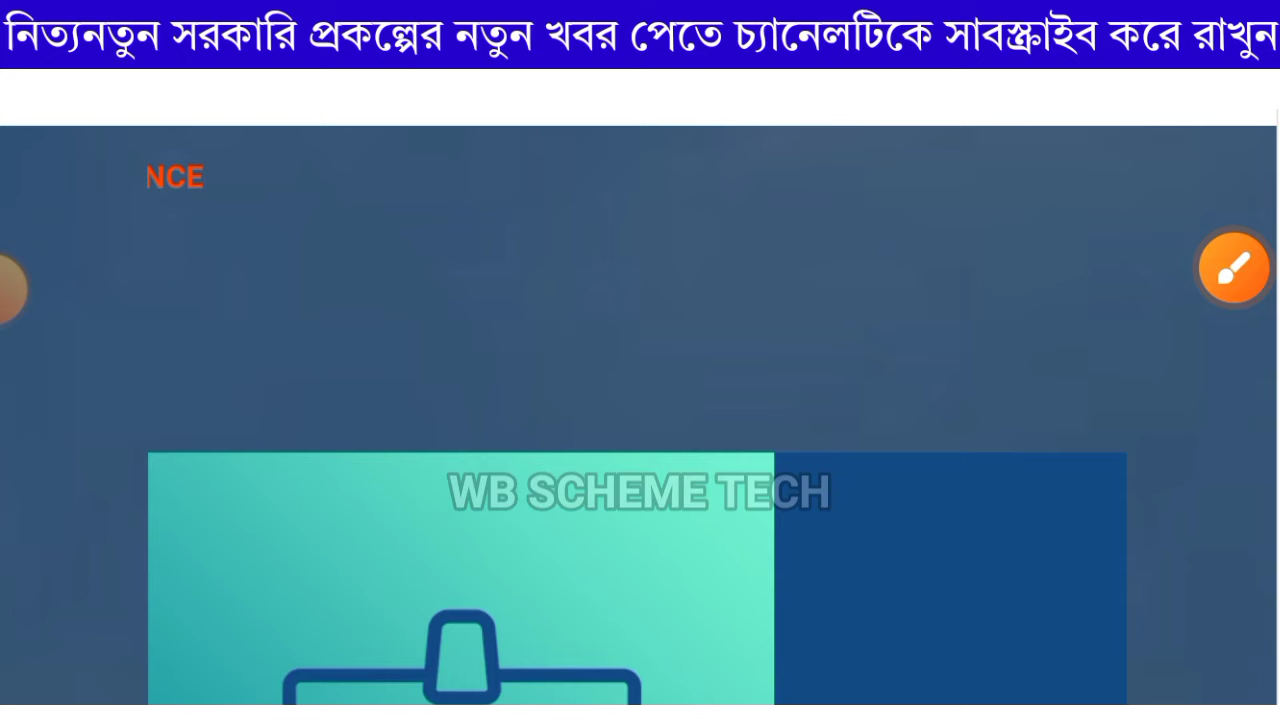 নিত্যনতুন সরকারি প্রকল্পের নতুন খবর পেতে চ্যানেলটিকে সাবস্ক্রাইব করে রাখুন
NCE
WB SCHEME TECH